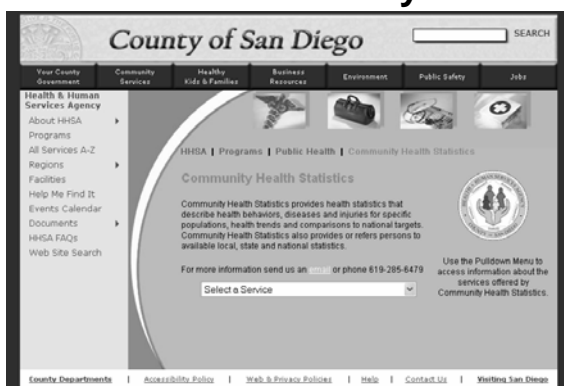 County of San Diego
SEARCH
Your County Government
Community Services
Healthy Kids & Families
Business Resources
Environment
Public Safety
Jobs
Health & Human
Services Agency
About HHSA
Programs
All Services A-Z
Regions
Facilities
Help Me Find It
Events Calendar
Documents
HHSA FAQs
Web Site Search
HHSA | Programs | Public Health | Community Health Statistics
Community Health Statistics
Community Health Statistics provides health statistics that
describe health behaviors, diseases and injuries for specific
populations, health trends and comparisons to national targets.
Community Health Statistics also provides or refers persons to
available local, state and national statistics.
For more information send us an email or phone 619-285-6479
Select a Service
Use the Pulldown Menu to
access information about the
services offered by
Community Health Statistics.
County Departments | Accessibility Policy | Web & Privacy Policies | Help | Contact Us | Visiting San Diego